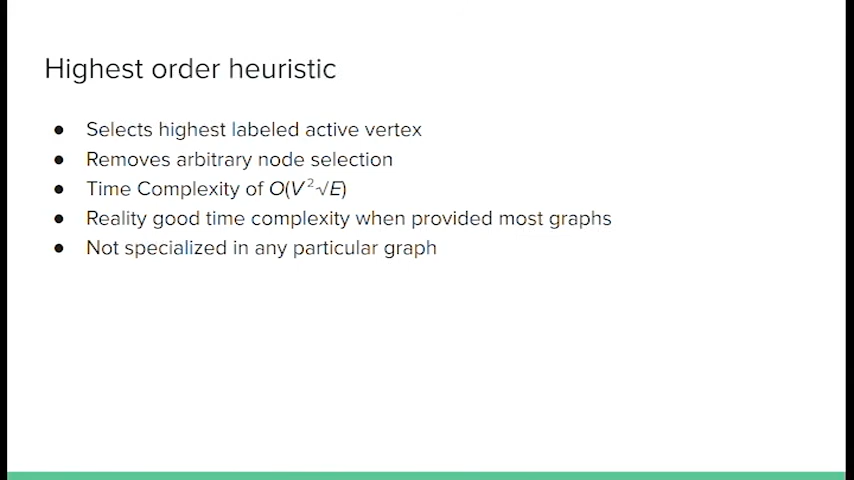 Highest order heuristic
● Selects highest labeled active vertex
● Removes arbitrary node selection
● Time Complexity of O(V²√E)
● Reality good time complexity when provided most graphs
● Not specialized in any particular graph